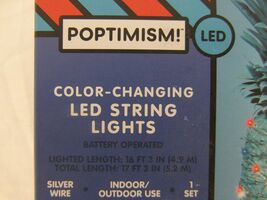 POPTIMISM!
LED
COLOR-CHANGING
LED STRING
LIGHTS
BATTERY OPERATED
LIGHTED LENGTH: 16 FT 3 IN (4.9 M)
TOTAL LENGTH: 17 FT 3 IN (5.2 M)
SILVER WIRE • INDOOR/OUTDOOR USE • 1 SET